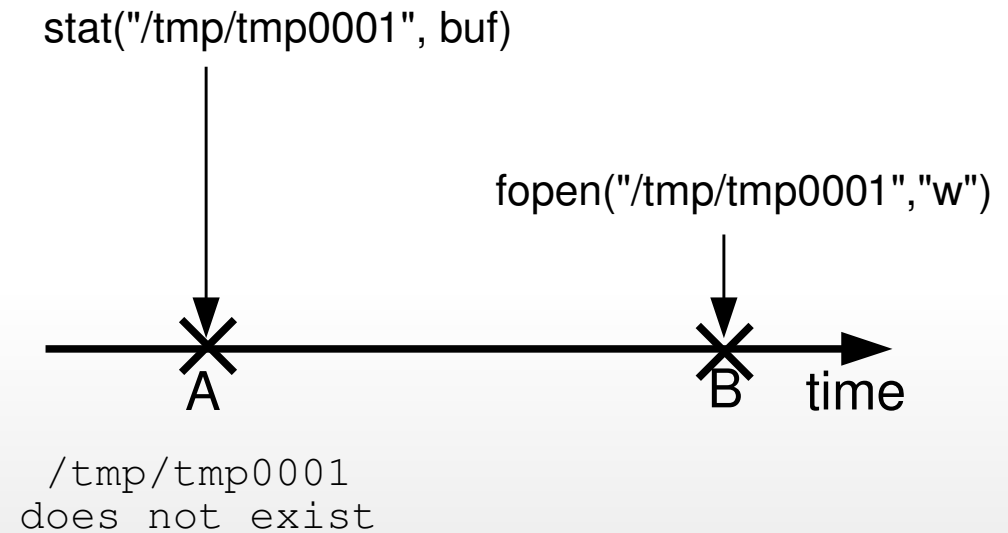 stat("/tmp/tmp0001", buf)
fopen("/tmp/tmp0001","w")
A
B
time
/tmp/tmp0001
does not exist